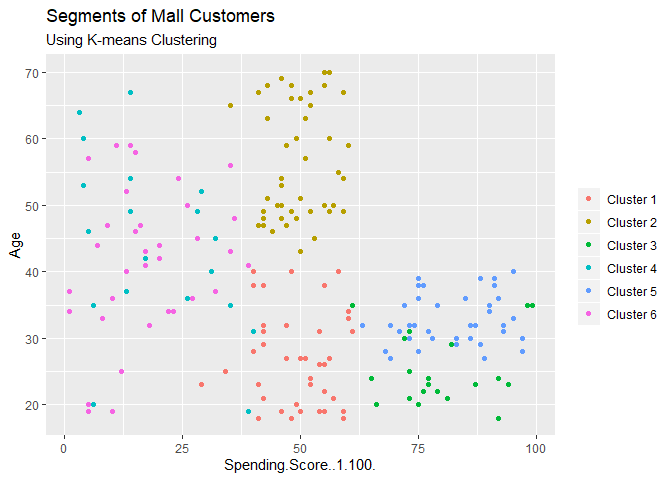 Segments of Mall Customers
Using K-means Clustering
70
60
50
40
30
20
Age
0
25
50
75
100
Spending.Score..1.100.
Cluster 1
Cluster 2
Cluster 3
Cluster 4
Cluster 5
Cluster 6